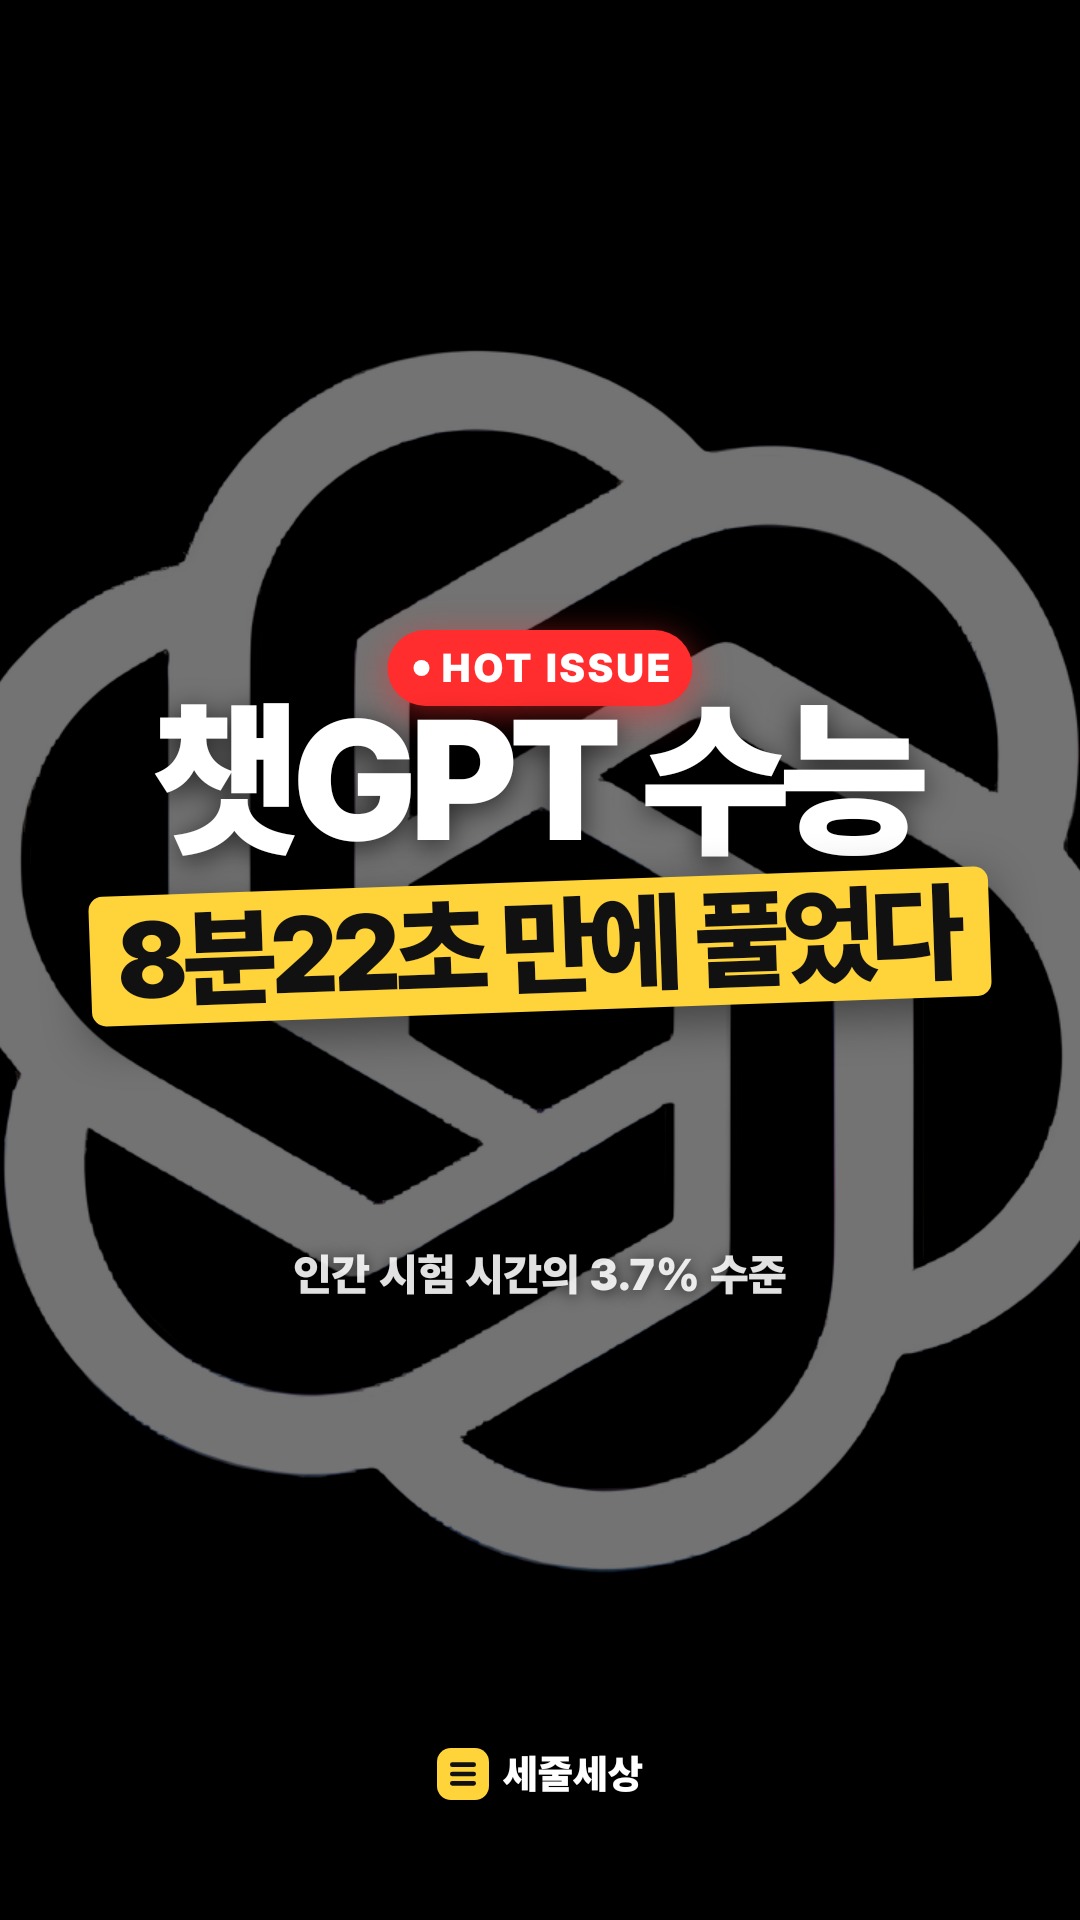 • HOT ISSUE
챗GPT 수능
8분22초 만에 풀었다
인간 시험 시간의 3.7% 수준
세줄세상